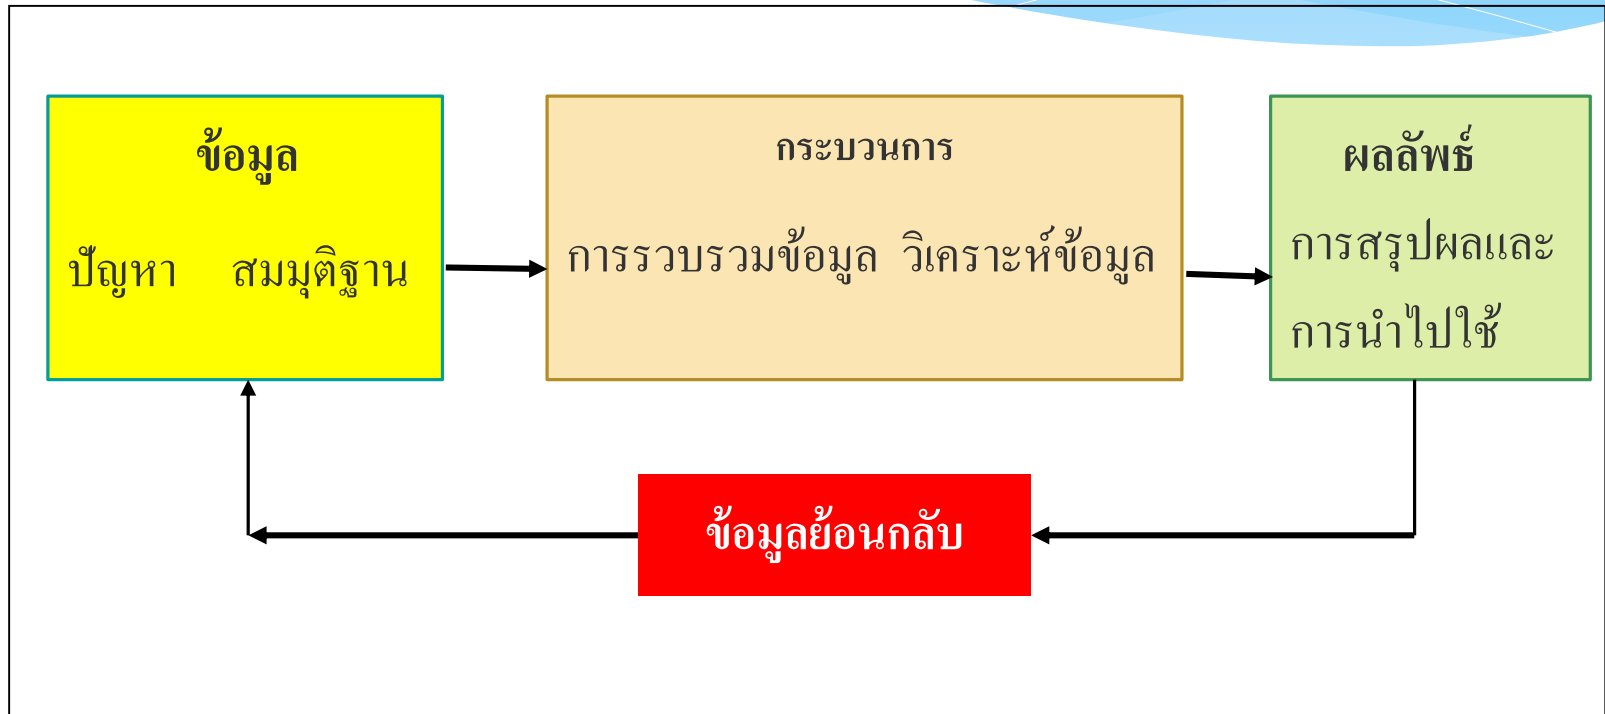 ข้อมูล
ปัญหา สมมุติฐาน
กระบวนการ
การรวบรวมข้อมูล วิเคราะห์ข้อมูล
ผลลัพธ์
การสรุปผลและ
การนำไปใช้
ข้อมูลย้อนกลับ